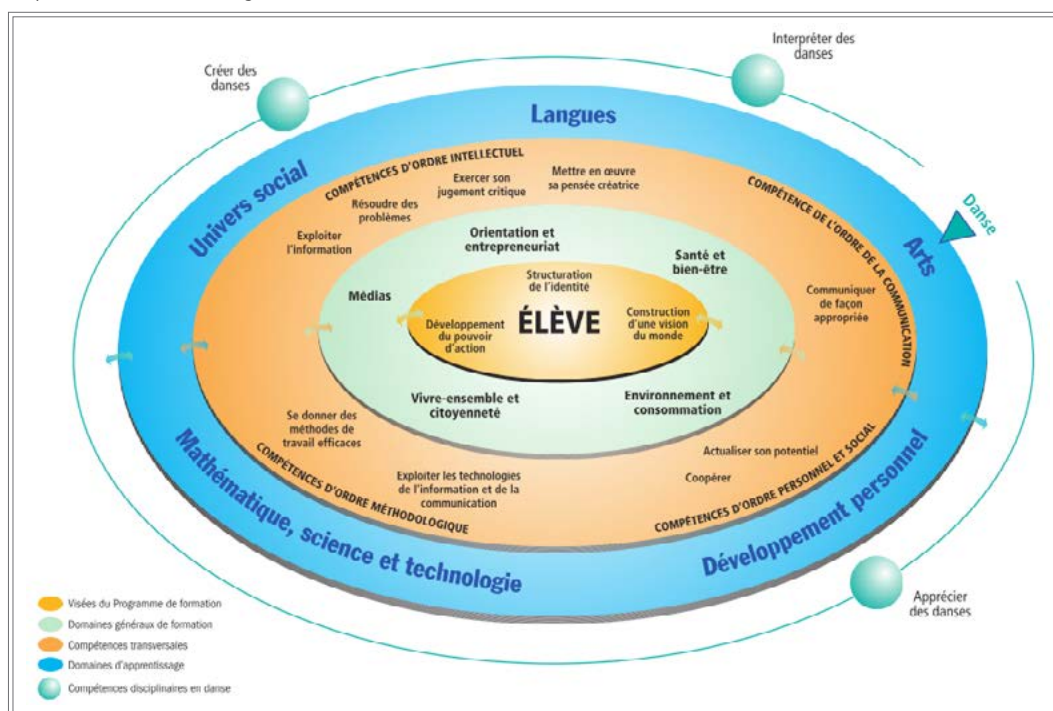 Créer des
danses
Interpréter des
danses
Langues
Univers social
COMPÉTENCES D'ORDRE INTELLECTUEL
Exercer son
jugement critique
Mettre en œuvre
sa pensée créatrice
Résoudre des
problèmes
Exploiter
l'information
COMPÉTENCE DE L'ORDRE DE LA COMMUNICATION
Danse
Arts
Orientation et
entrepreneuriat
Santé et
bien-être
Communiquer
de façon
appropriée
Médias
Structuration
de l'identité
ÉLÈVE
Développement
du pouvoir
d'action
Construction
d'une vision
du monde
Vivre-ensemble et
citoyenneté
Environnement et
consommation
Se donner des
méthodes de
travail efficaces
Actualiser son potentiel
Exploiter les technologies
de l'information et de la
communication
Coopérer
COMPÉTENCES D'ORDRE MÉTHODOLOGIQUE
COMPÉTENCES D'ORDRE PERSONNEL ET SOCIAL
Mathématique, science et technologie
Développement personnel
Apprécier
des danses
Visées du Programme de formation
Domaines généraux de formation
Compétences transversales
Domaines d'apprentissage
Compétences disciplinaires en danse